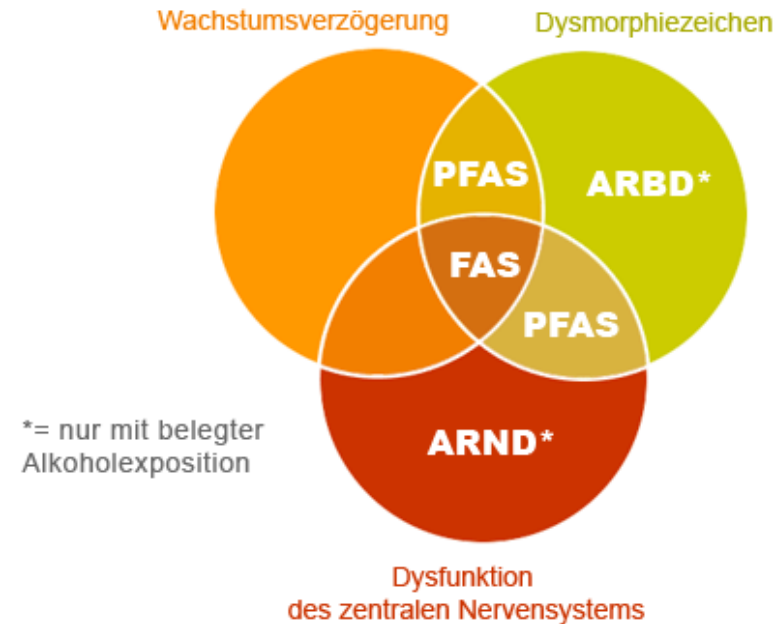 Wachstumsverzögerung
Dysmorphiezeichen
PFAS
ARBD*
FAS
PFAS
*= nur mit belegter
Alkoholexposition
ARND*
Dysfunktion
des zentralen Nervensystems